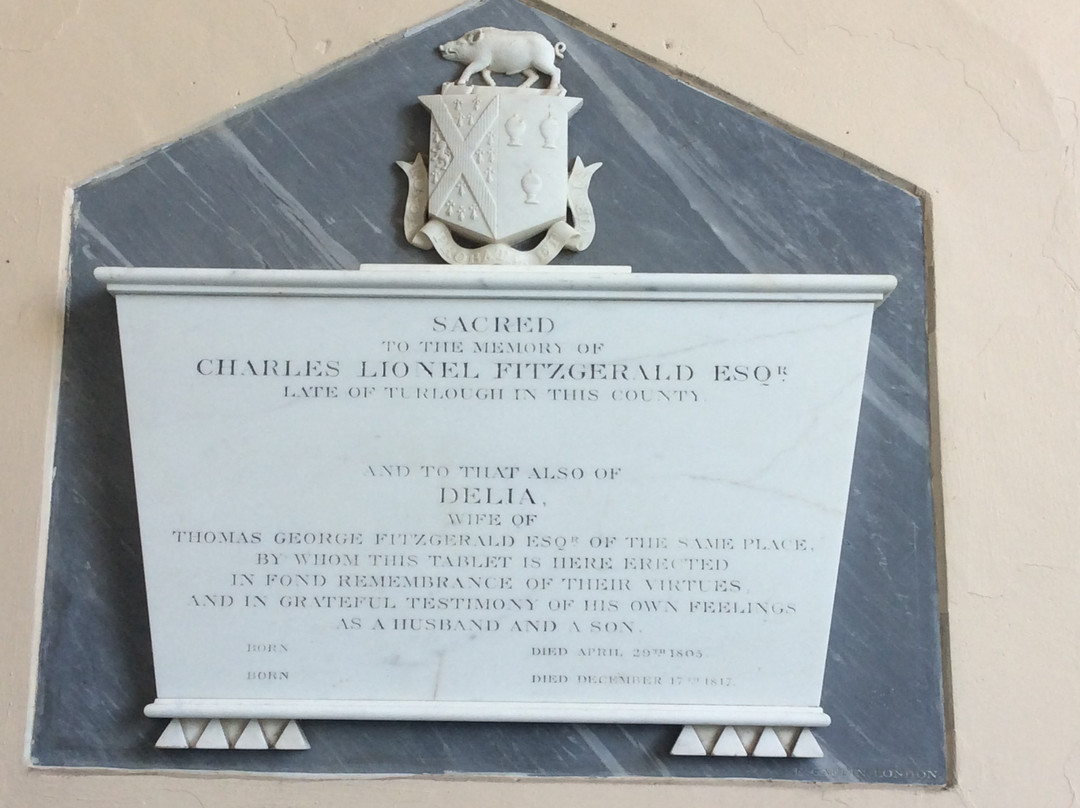 SACRED
TO THE MEMORY OF
CHARLES LIONEL FITZGERALD ESQR
LATE OF TURLOUGH IN THIS COUNTY
AND TO THAT ALSO OF
DELIA,
WIFE OF
THOMAS GEORGE FITZGERALD ESQR OF THE SAME PLACE,
BY WHOM THIS TABLET IS HERE ERECTED
IN FOND REMEMBRANCE OF THEIR VIRTUES,
AND IN GRATEFUL TESTIMONY OF HIS OWN FEELINGS
AS A HUSBAND AND A SON.
BORN DIED APRIL 29TH 1805.
BORN DIED DECEMBER 17TH 1817.
LONDON